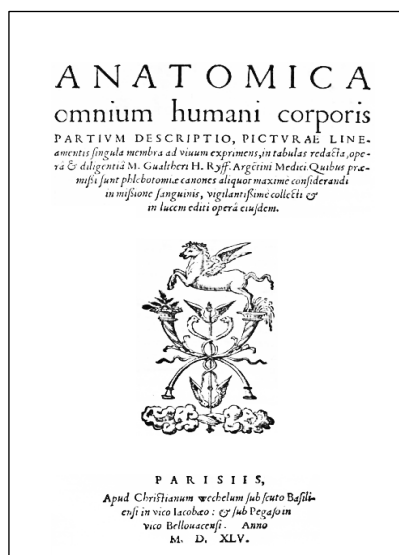 ANATOMICA
omnium humani corporis
PARTIVM DESCRIPTIO, PICTVRAE LINE-
amentis singula membra ad viuum exprimens, in tabulas redacta, ope-
râ & diligentiâ M. Gualtheri H. Ryff. Argētini Medici. Quibus præ-
mißi sunt phlebotomiæ canones aliquot maximè considerandi
in mißione sanguinis, vigilantißimè collecti &
in lucem editi operâ eiusdem.
PARISIIS,
Apud Christianum wechelum sub scuto Basili-
ensi in vico Iacobæo: & sub Pegaso in
vico Bellouacensi. Anno
M. D. XLV.